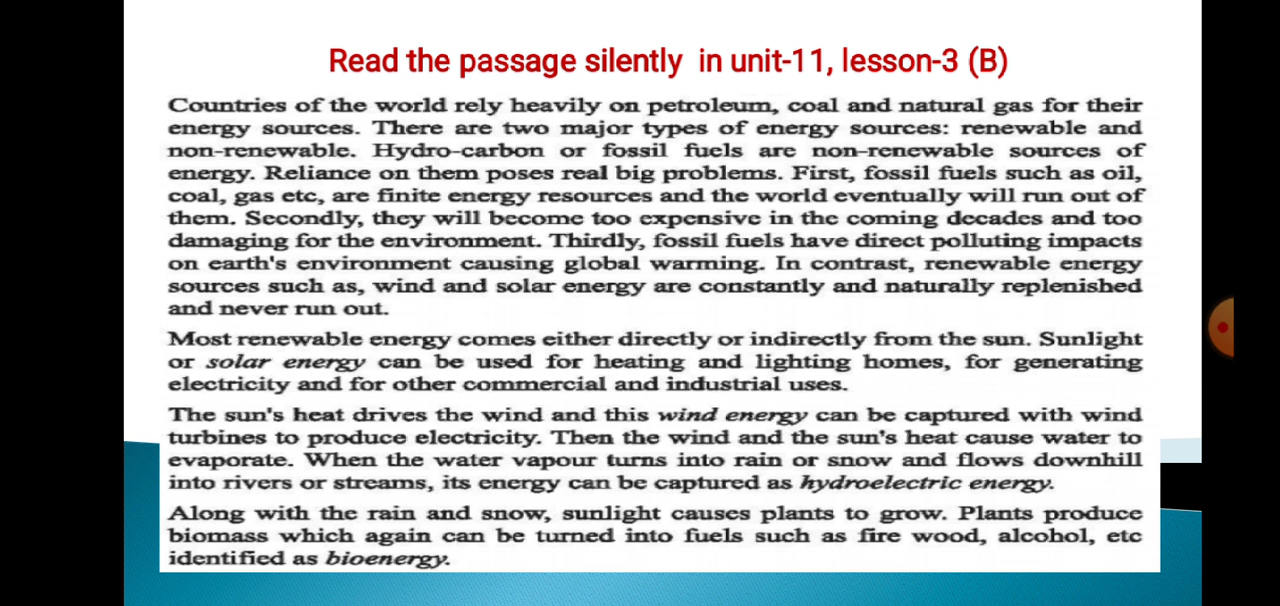 Read the passage silently in unit-11, lesson-3 (B)
Countries of the world rely heavily on petroleum, coal and natural gas for their
energy sources. There are two major types of energy sources: renewable and
non-renewable. Hydro-carbon or fossil fuels are non-renewable sources of
energy. Reliance on them poses real big problems. First, fossil fuels such as oil,
coal, gas etc, are finite energy resources and the world eventually will run out of
them. Secondly, they will become too expensive in the coming decades and too
damaging for the environment. Thirdly, fossil fuels have direct polluting impacts
on earth's environment causing global warming. In contrast, renewable energy
sources such as, wind and solar energy are constantly and naturally replenished
and never run out.
Most renewable energy comes either directly or indirectly from the sun. Sunlight
or solar energy can be used for heating and lighting homes, for generating
electricity and for other commercial and industrial uses.
The sun's heat drives the wind and this wind energy can be captured with wind
turbines to produce electricity. Then the wind and the sun's heat cause water to
evaporate. When the water vapour turns into rain or snow and flows downhill
into rivers or streams, its energy can be captured as hydroelectric energy.
Along with the rain and snow, sunlight causes plants to grow. Plants produce
biomass which again can be turned into fuels such as fire wood, alcohol, etc
identified as bioenergy.